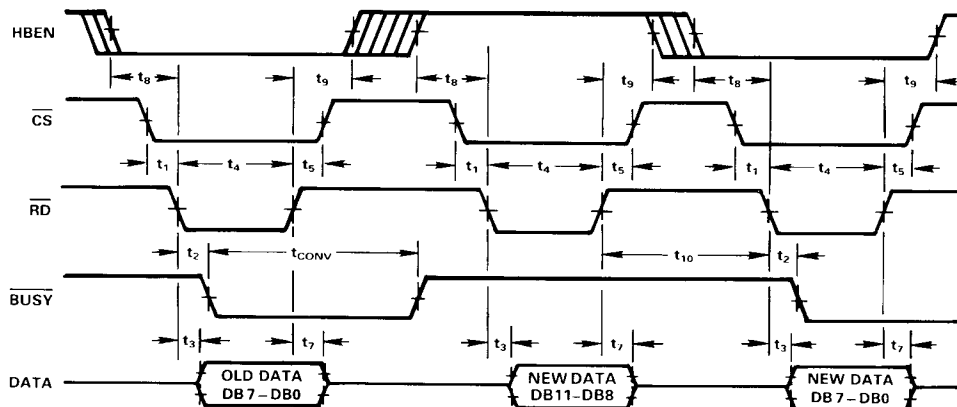 HBEN
t8 t9 t8 t9 t8 t9
CS
t1 t4 t5 t1 t4 t5 t1 t4 t5
RD
t2 tCONV t10 t2
BUSY
t3 t7 t3 t7 t3 t7
DATA
OLD DATA
DB7–DB0
NEW DATA
DB11–DB8
NEW DATA
DB7–DB0